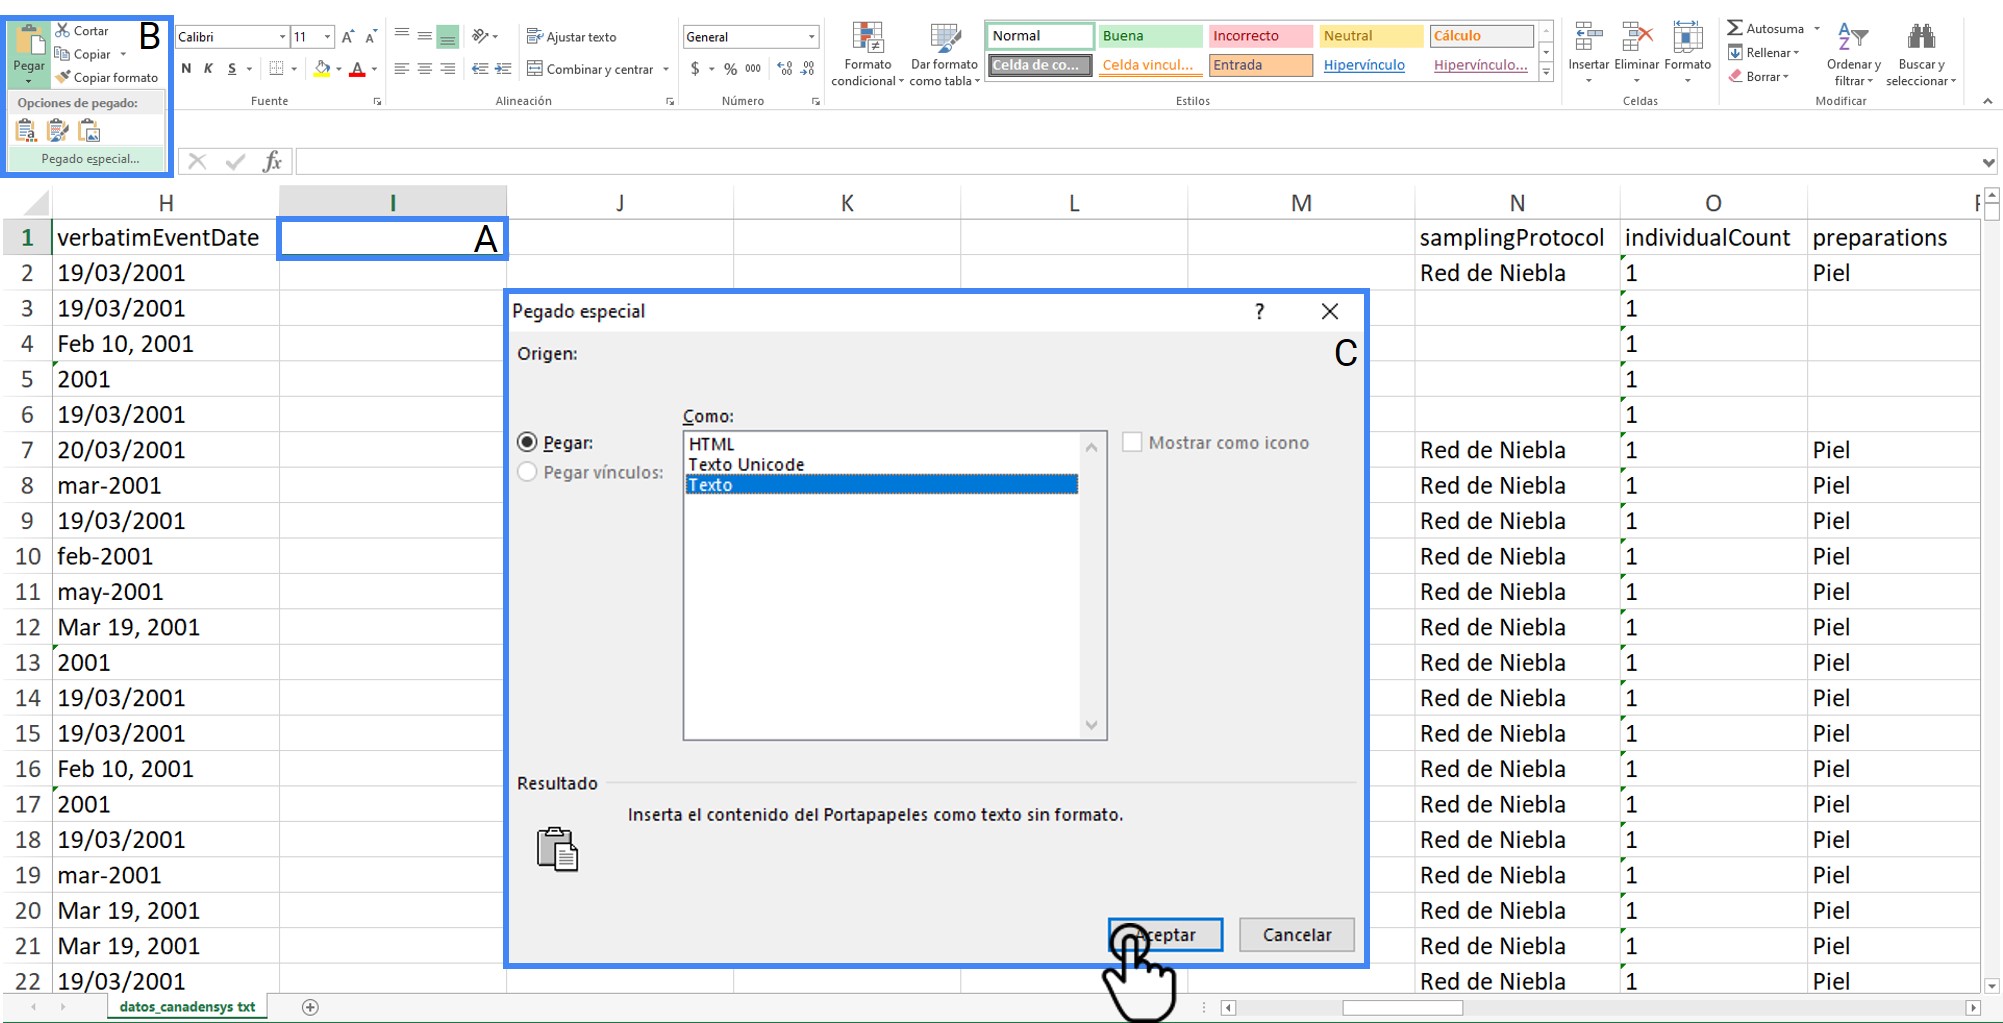 Pegar
Cortar
Copiar
Copiar formato
B
Opciones de pegado:
Pegado especial...
Calibri
11
N K S
Fuente
Ajustar texto
Combinar y centrar
Alineación
General
$ % 000
Número
Formato condicional
Dar formato como tabla
Normal
Buena
Incorrecto
Neutral
Cálculo
Celda de co...
Celda vincul...
Entrada
Hipervínculo
Hipervínculo...
Estilos
Insertar
Eliminar
Formato
Celdas
Autosuma
Rellenar
Borrar
Ordenar y filtrar
Buscar y seleccionar
Modificar
fx
H I J K L M N O
1 verbatimEventDate A samplingProtocol individualCount preparations
2 19/03/2001 Red de Niebla 1 Piel
3 19/03/2001 1
4 Feb 10, 2001 1
5 2001 1
6 19/03/2001 1
7 20/03/2001 Red de Niebla 1 Piel
8 mar-2001 Red de Niebla 1 Piel
9 19/03/2001 Red de Niebla 1 Piel
10 feb-2001 Red de Niebla 1 Piel
11 may-2001 Red de Niebla 1 Piel
12 Mar 19, 2001 Red de Niebla 1 Piel
13 2001 Red de Niebla 1 Piel
14 19/03/2001 Red de Niebla 1 Piel
15 19/03/2001 Red de Niebla 1 Piel
16 Feb 10, 2001 Red de Niebla 1 Piel
17 2001 Red de Niebla 1 Piel
18 19/03/2001 Red de Niebla 1 Piel
19 mar-2001 Red de Niebla 1 Piel
20 Mar 19, 2001 Red de Niebla 1 Piel
21 Mar 19, 2001 Red de Niebla 1 Piel
22 19/03/2001 Red de Niebla 1 Piel
Pegado especial ?
C
Origen:
Como:
Pegar:
Pegar vínculos:
HTML
Texto Unicode
Texto
Mostrar como icono
Resultado
Inserta el contenido del Portapapeles como texto sin formato.
Aceptar
Cancelar
datos_canadensys txt